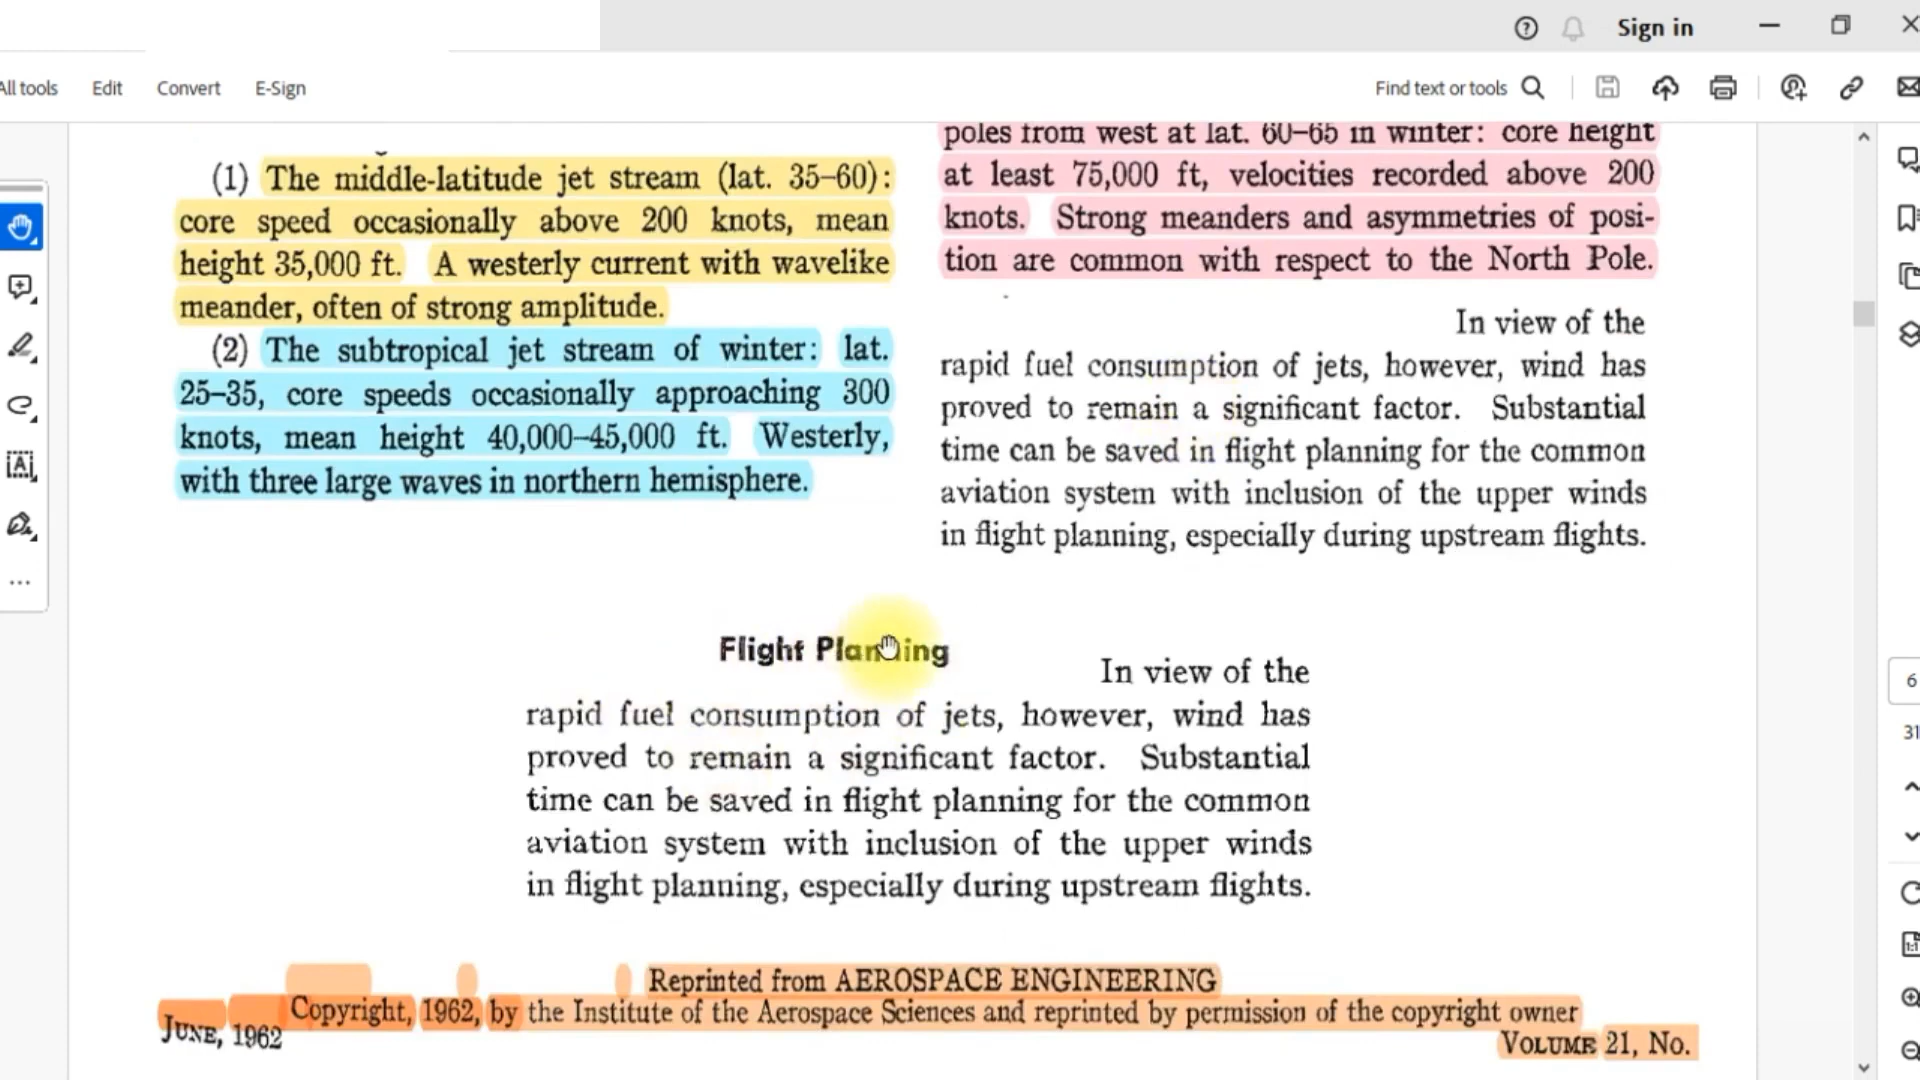 Sign in
All tools Edit Convert E-Sign Find text or tools
(1) The middle-latitude jet stream (lat. 35–60):
core speed occasionally above 200 knots, mean
height 35,000 ft. A westerly current with wavelike
meander, often of strong amplitude.
(2) The subtropical jet stream of winter: lat.
25–35, core speeds occasionally approaching 300
knots, mean height 40,000–45,000 ft. Westerly,
with three large waves in northern hemisphere.
poles from west at lat. 60–65 in winter: core height
at least 75,000 ft, velocities recorded above 200
knots. Strong meanders and asymmetries of posi-
tion are common with respect to the North Pole.
In view of the
rapid fuel consumption of jets, however, wind has
proved to remain a significant factor. Substantial
time can be saved in flight planning for the common
aviation system with inclusion of the upper winds
in flight planning, especially during upstream flights.
Flight Planning
In view of the
rapid fuel consumption of jets, however, wind has
proved to remain a significant factor. Substantial
time can be saved in flight planning for the common
aviation system with inclusion of the upper winds
in flight planning, especially during upstream flights.
Reprinted from AEROSPACE ENGINEERING
Copyright, 1962, by the Institute of the Aerospace Sciences and reprinted by permission of the copyright owner
JUNE, 1962
VOLUME 21, No.
6
31